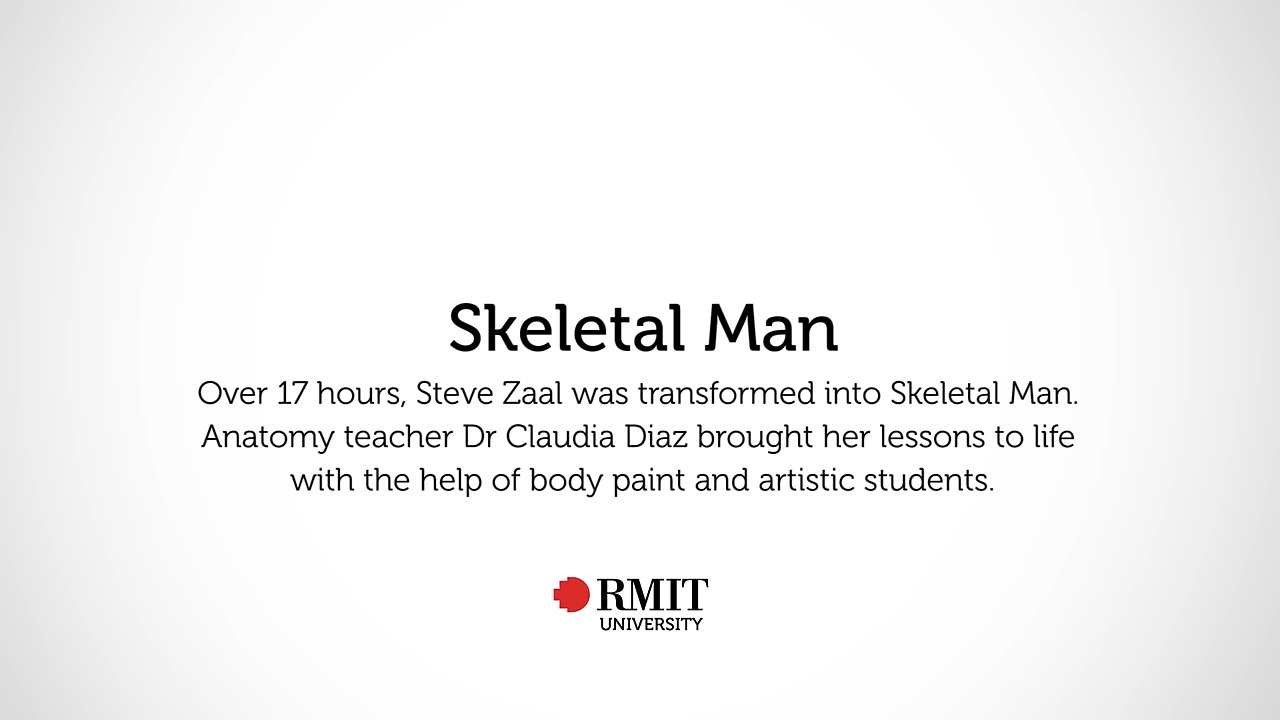 Skeletal Man
Over 17 hours, Steve Zaal was transformed into Skeletal Man.
Anatomy teacher Dr Claudia Diaz brought her lessons to life
with the help of body paint and artistic students.
RMIT
UNIVERSITY